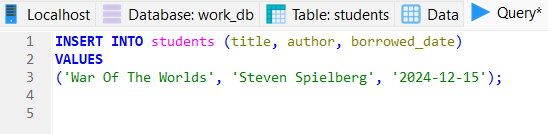 Localhost Database: work_db Table: students Data Query*
1 INSERT INTO students (title, author, borrowed_date)
2 VALUES
3 ('War Of The Worlds', 'Steven Spielberg', '2024-12-15');
4
5